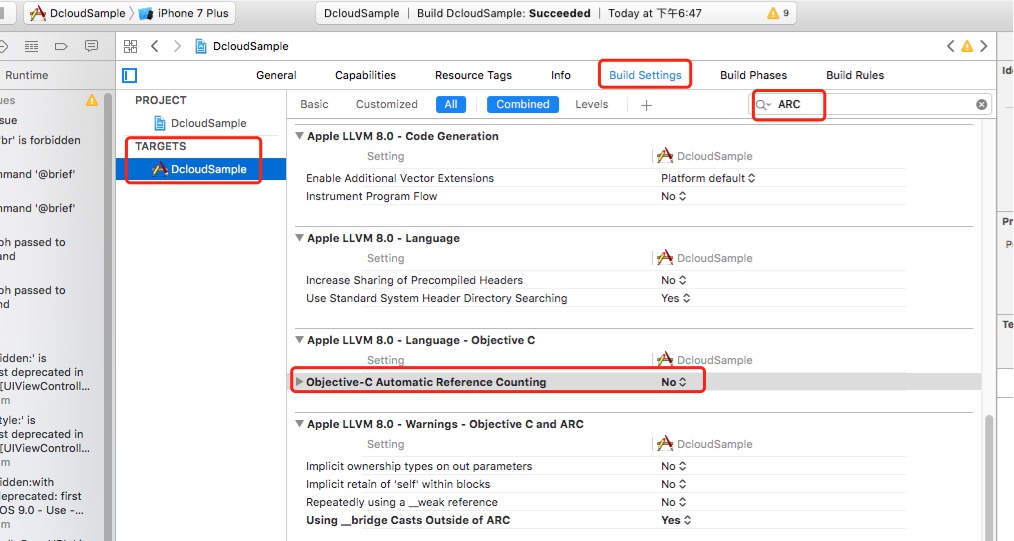 DcloudSample 〉 iPhone 7 Plus
DcloudSample | Build DcloudSample: Succeeded | Today at 下午6:47
9
DcloudSample
Runtime
General Capabilities Resource Tags Info Build Settings Build Phases Build Rules
Basic Customized All Combined Levels + ARC
PROJECT
DcloudSample
TARGETS
DcloudSample
ues
sue
'br' is forbidden
mmand '@brief'
mmand '@brief'
ph passed to
and
ph passed to
nd
idden:' is
st deprecated in
[UIViewControll...
m
tyle:' is
st deprecated in
[UIViewControll...
m
idden:with
deprecated: first
OS 9.0 - Use -...
m
Apple LLVM 8.0 - Code Generation
Setting DcloudSample
Enable Additional Vector Extensions Platform default
Instrument Program Flow No
Apple LLVM 8.0 - Language
Setting DcloudSample
Increase Sharing of Precompiled Headers No
Use Standard System Header Directory Searching Yes
Apple LLVM 8.0 - Language - Objective C
Setting DcloudSample
Objective-C Automatic Reference Counting No
Apple LLVM 8.0 - Warnings - Objective C and ARC
Setting DcloudSample
Implicit ownership types on out parameters No
Implicit retain of 'self' within blocks No
Repeatedly using a __weak reference No
Using __bridge Casts Outside of ARC Yes
Ide
Pr
P
Te